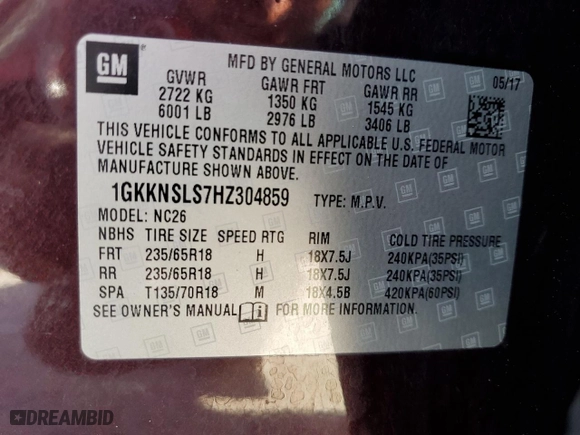 GM
MFD BY GENERAL MOTORS LLC
05/17
GVWR GAWR FRT GAWR RR
2722 KG 1350 KG 1545 KG
6001 LB 2976 LB 3406 LB
THIS VEHICLE CONFORMS TO ALL APPLICABLE U.S. FEDERAL MOTOR
VEHICLE SAFETY STANDARDS IN EFFECT ON THE DATE OF
MANUFACTURE SHOWN ABOVE.
1GKKNSLS7HZ304859 TYPE: M.P.V.
MODEL: NC26
NBHS TIRE SIZE SPEED RTG RIM COLD TIRE PRESSURE
FRT 235/65R18 H 18X7.5J 240KPA(35PSI)
RR 235/65R18 H 18X7.5J 240KPA(35PSI)
SPA T135/70R18 M 18X4.5B 420KPA(60PSI)
SEE OWNER'S MANUAL FOR MORE INFORMATION.
DREAMBID